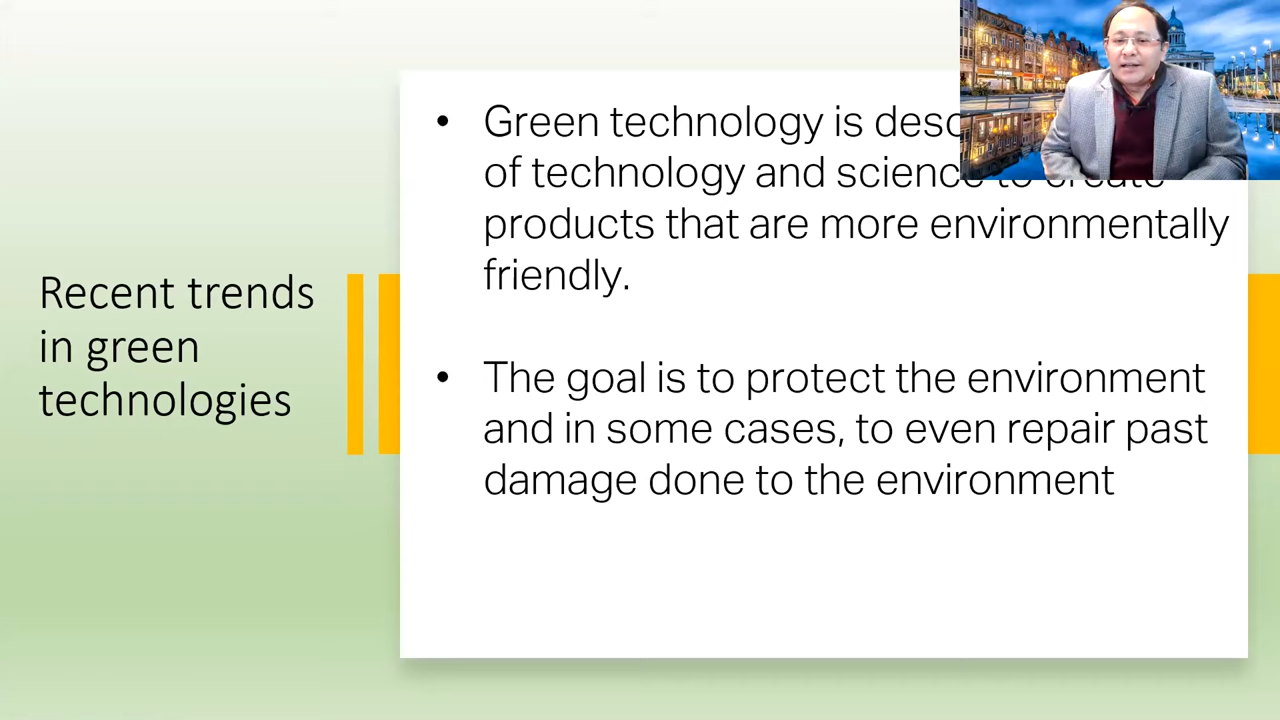 Recent trends
in green
technologies
• Green technology is
of technology and science to create
products that are more environmentally
friendly.
• The goal is to protect the environment
and in some cases, to even repair past
damage done to the environment